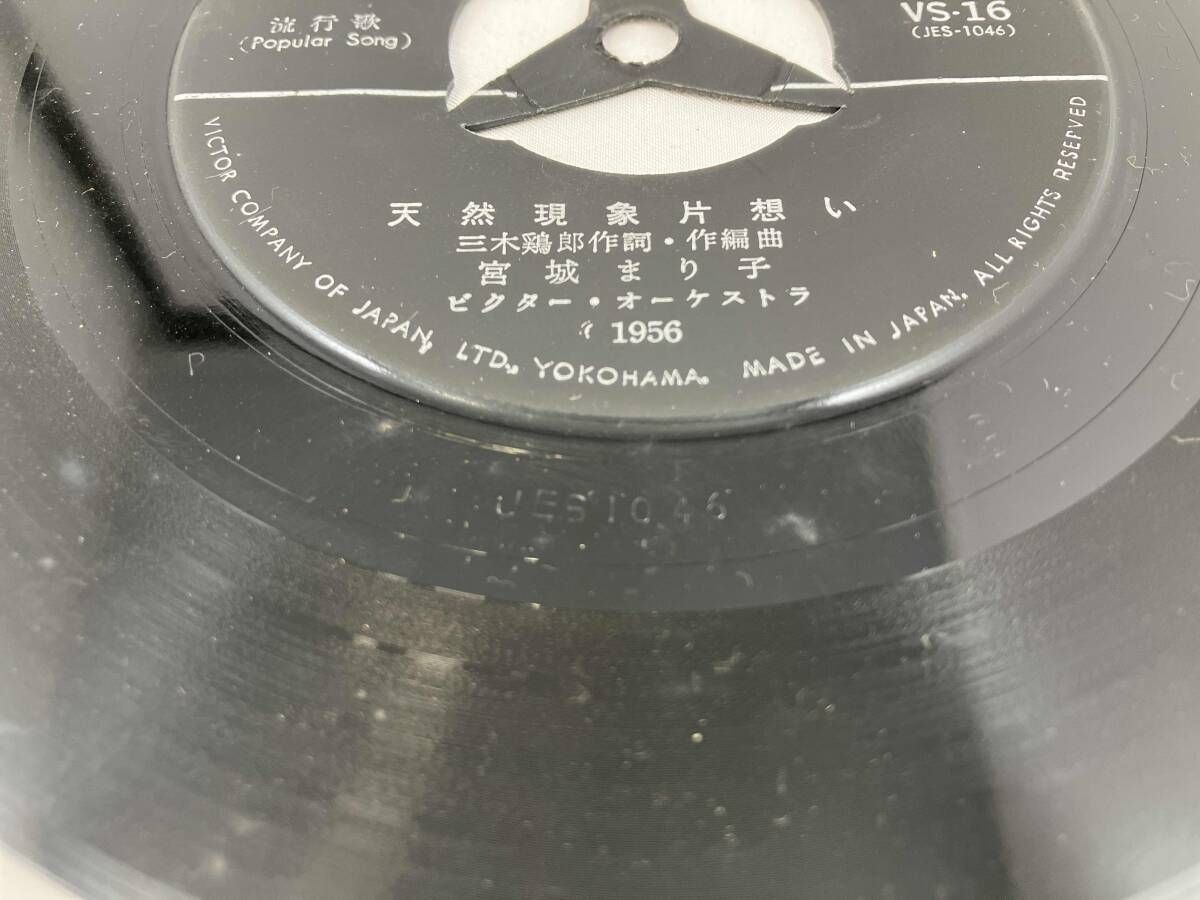 流行歌
(Popular Song)
VS-16
(JES-1046)
天然現象片想い
三木鶏郎作詞・作編曲
宮城まり子
ビクター・オーケストラ
1956
VICTOR COMPANY OF JAPAN, LTD., YOKOHAMA. MADE IN JAPAN. ALL RIGHTS RESERVED
JES1046